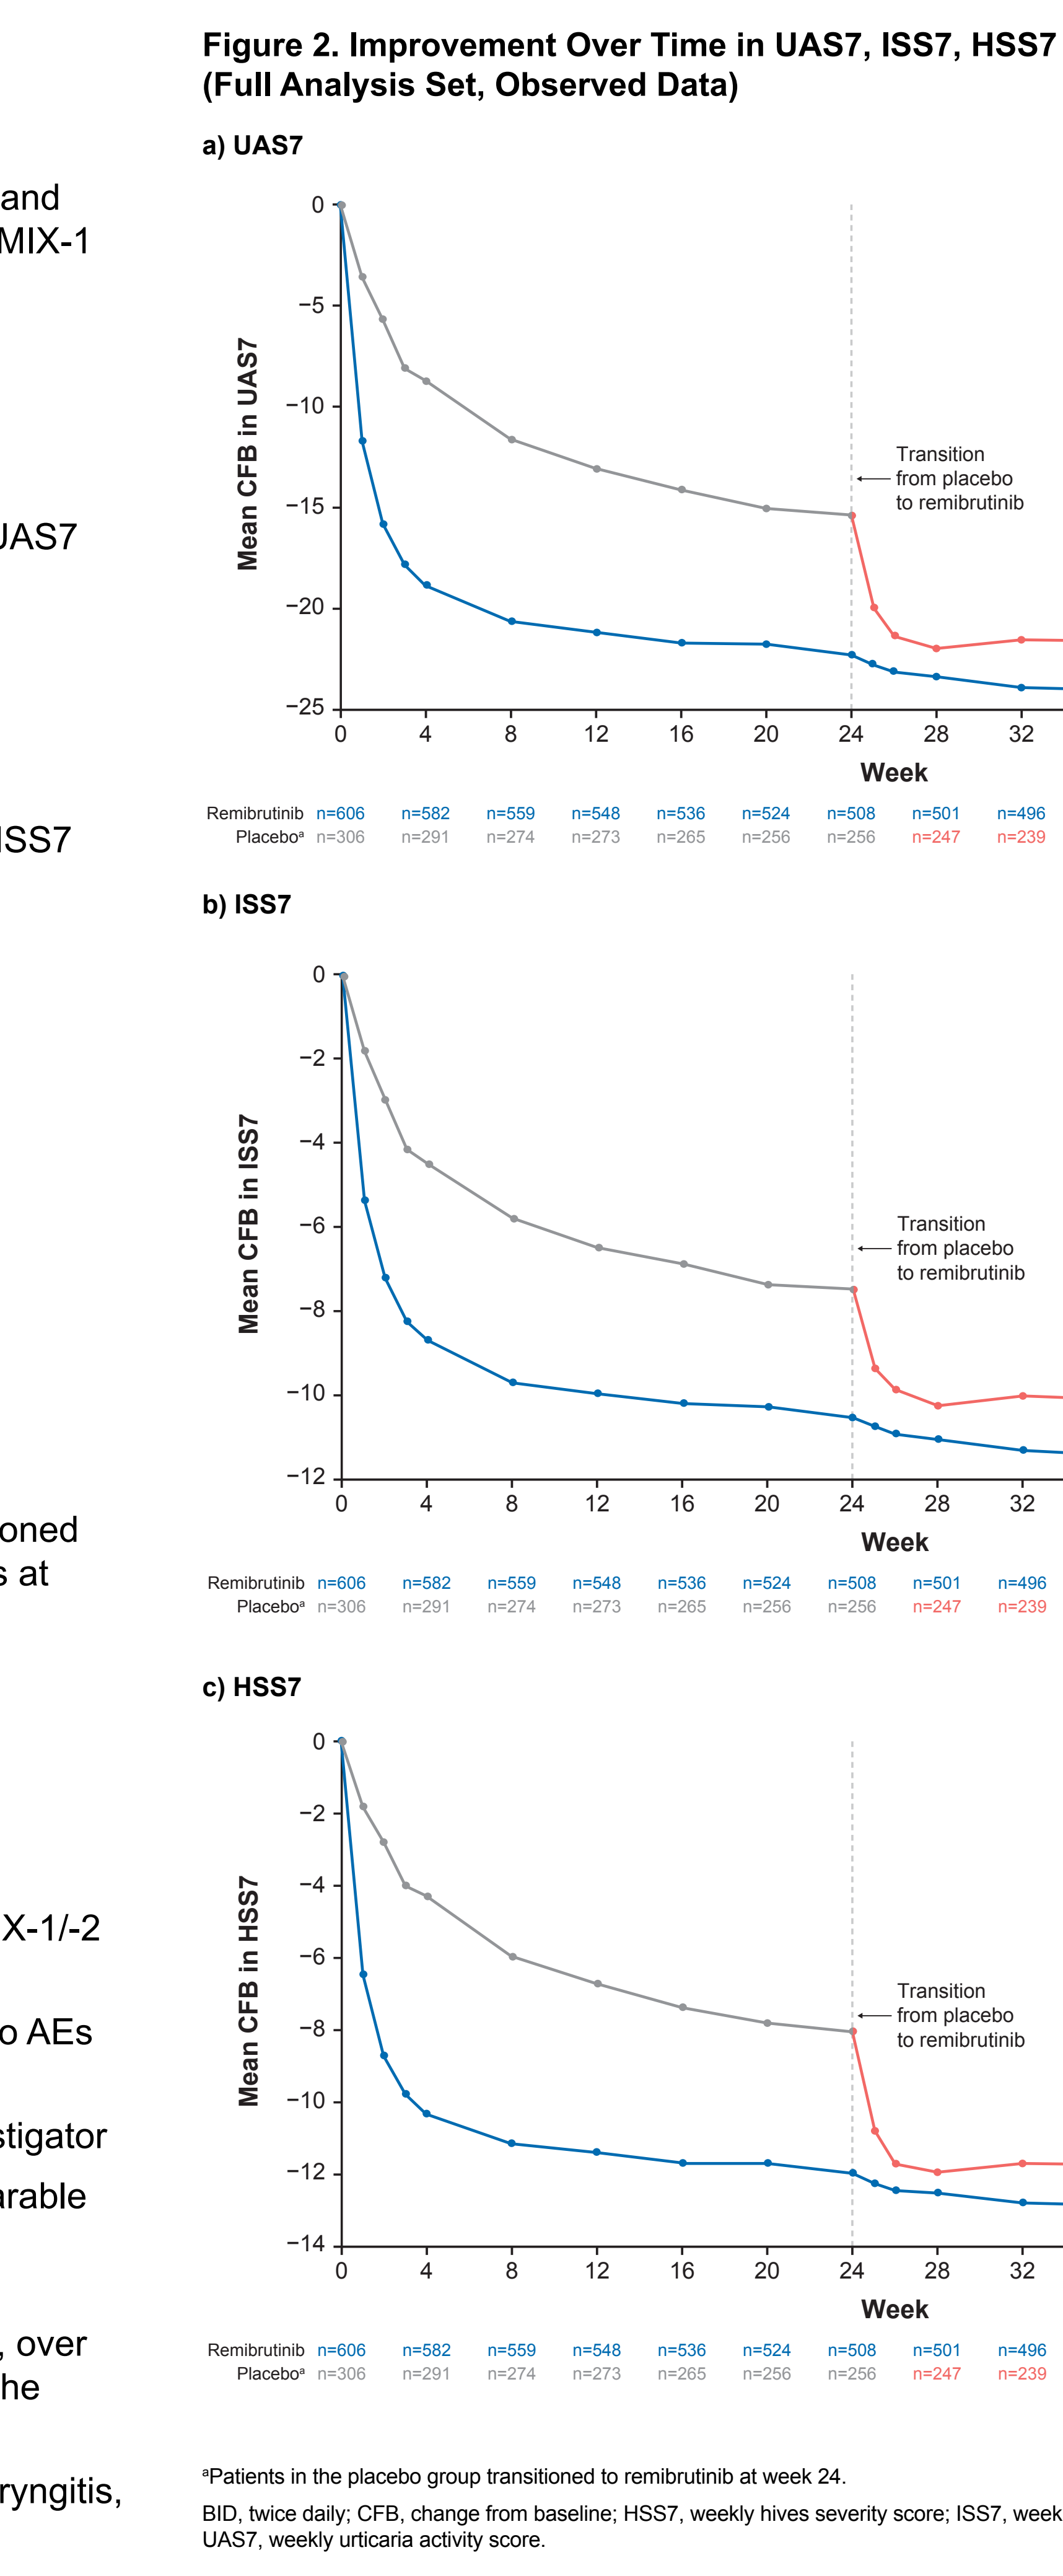 Figure 2. Improvement Over Time in UAS7, ISS7, HSS7
(Full Analysis Set, Observed Data)
and
MIX-1
UAS7
ISS7
oned
s at
X-1/-2
o AEs
stigator
arable
, over
he
ryngitis,
a) UAS7
Mean CFB in UAS7
0
−5
−10
−15
−20
−25
Transition
from placebo
to remibrutinib
0 4 8 12 16 20 24 28 32
Week
Remibrutinib n=606 n=582 n=559 n=548 n=536 n=524 n=508 n=501 n=496
Placeboᵃ n=306 n=291 n=274 n=273 n=265 n=256 n=256 n=247 n=239
b) ISS7
Mean CFB in ISS7
0
−2
−4
−6
−8
−10
−12
Transition
from placebo
to remibrutinib
0 4 8 12 16 20 24 28 32
Week
Remibrutinib n=606 n=582 n=559 n=548 n=536 n=524 n=508 n=501 n=496
Placeboᵃ n=306 n=291 n=274 n=273 n=265 n=256 n=256 n=247 n=239
c) HSS7
Mean CFB in HSS7
0
−2
−4
−6
−8
−10
−12
−14
Transition
from placebo
to remibrutinib
0 4 8 12 16 20 24 28 32
Week
Remibrutinib n=606 n=582 n=559 n=548 n=536 n=524 n=508 n=501 n=496
Placeboᵃ n=306 n=291 n=274 n=273 n=265 n=256 n=256 n=247 n=239
ᵃPatients in the placebo group transitioned to remibrutinib at week 24.
BID, twice daily; CFB, change from baseline; HSS7, weekly hives severity score; ISS7, week
UAS7, weekly urticaria activity score.